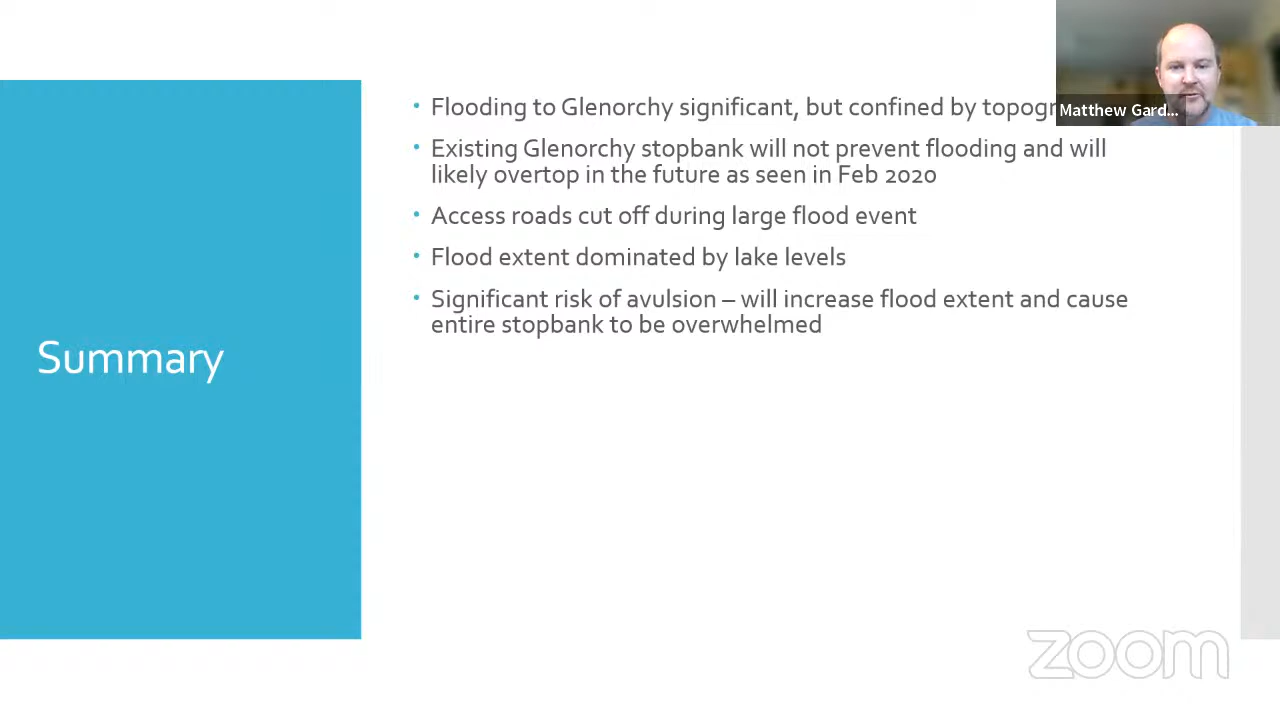 Flooding to Glenorchy significant, but confined by
Matthew Gard...
Existing Glenorchy stopbank will not prevent flooding and will
likely overtop in the future as seen in Feb 2020
Access roads cut off during large flood event
Flood extent dominated by lake levels
Significant risk of avulsion – will increase flood extent and cause
entire stopbank to be overwhelmed
Summary
zoom